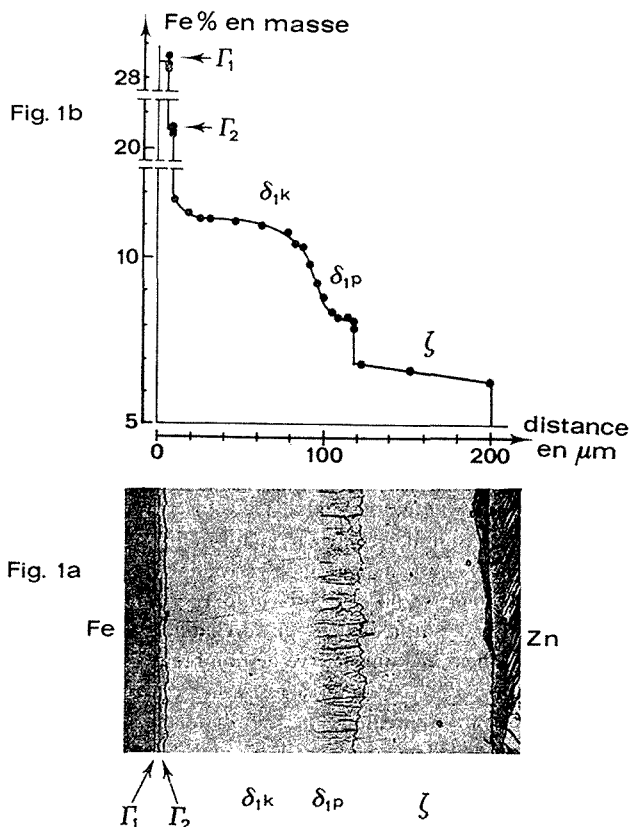 Fe % en masse
Γ1
28
Fig. 1b
Γ2
20
δ1k
10
δ1p
ζ
5
distance
0 100 200
en μm
Fig. 1a
Fe
Zn
Γ1 Γ2 δ1k δ1p ζ